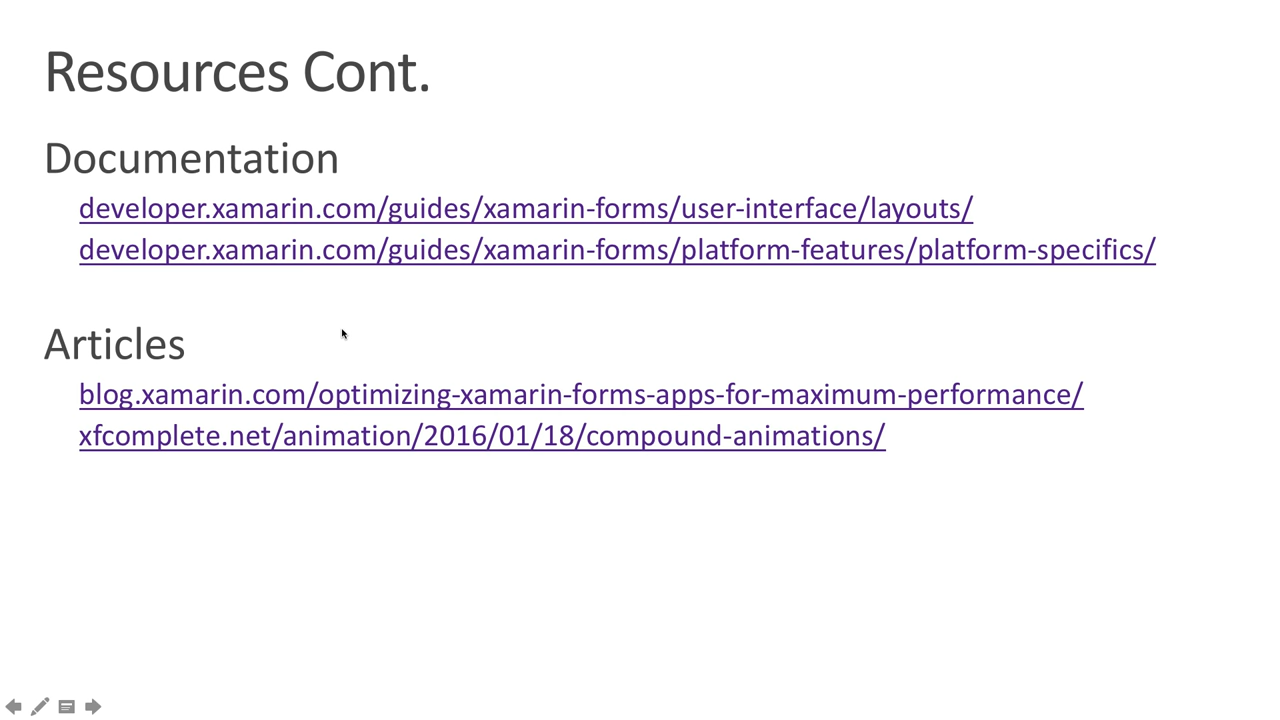 Resources Cont.
Documentation
developer.xamarin.com/guides/xamarin-forms/user-interface/layouts/
developer.xamarin.com/guides/xamarin-forms/platform-features/platform-specifics/
Articles
blog.xamarin.com/optimizing-xamarin-forms-apps-for-maximum-performance/
xfcomplete.net/animation/2016/01/18/compound-animations/